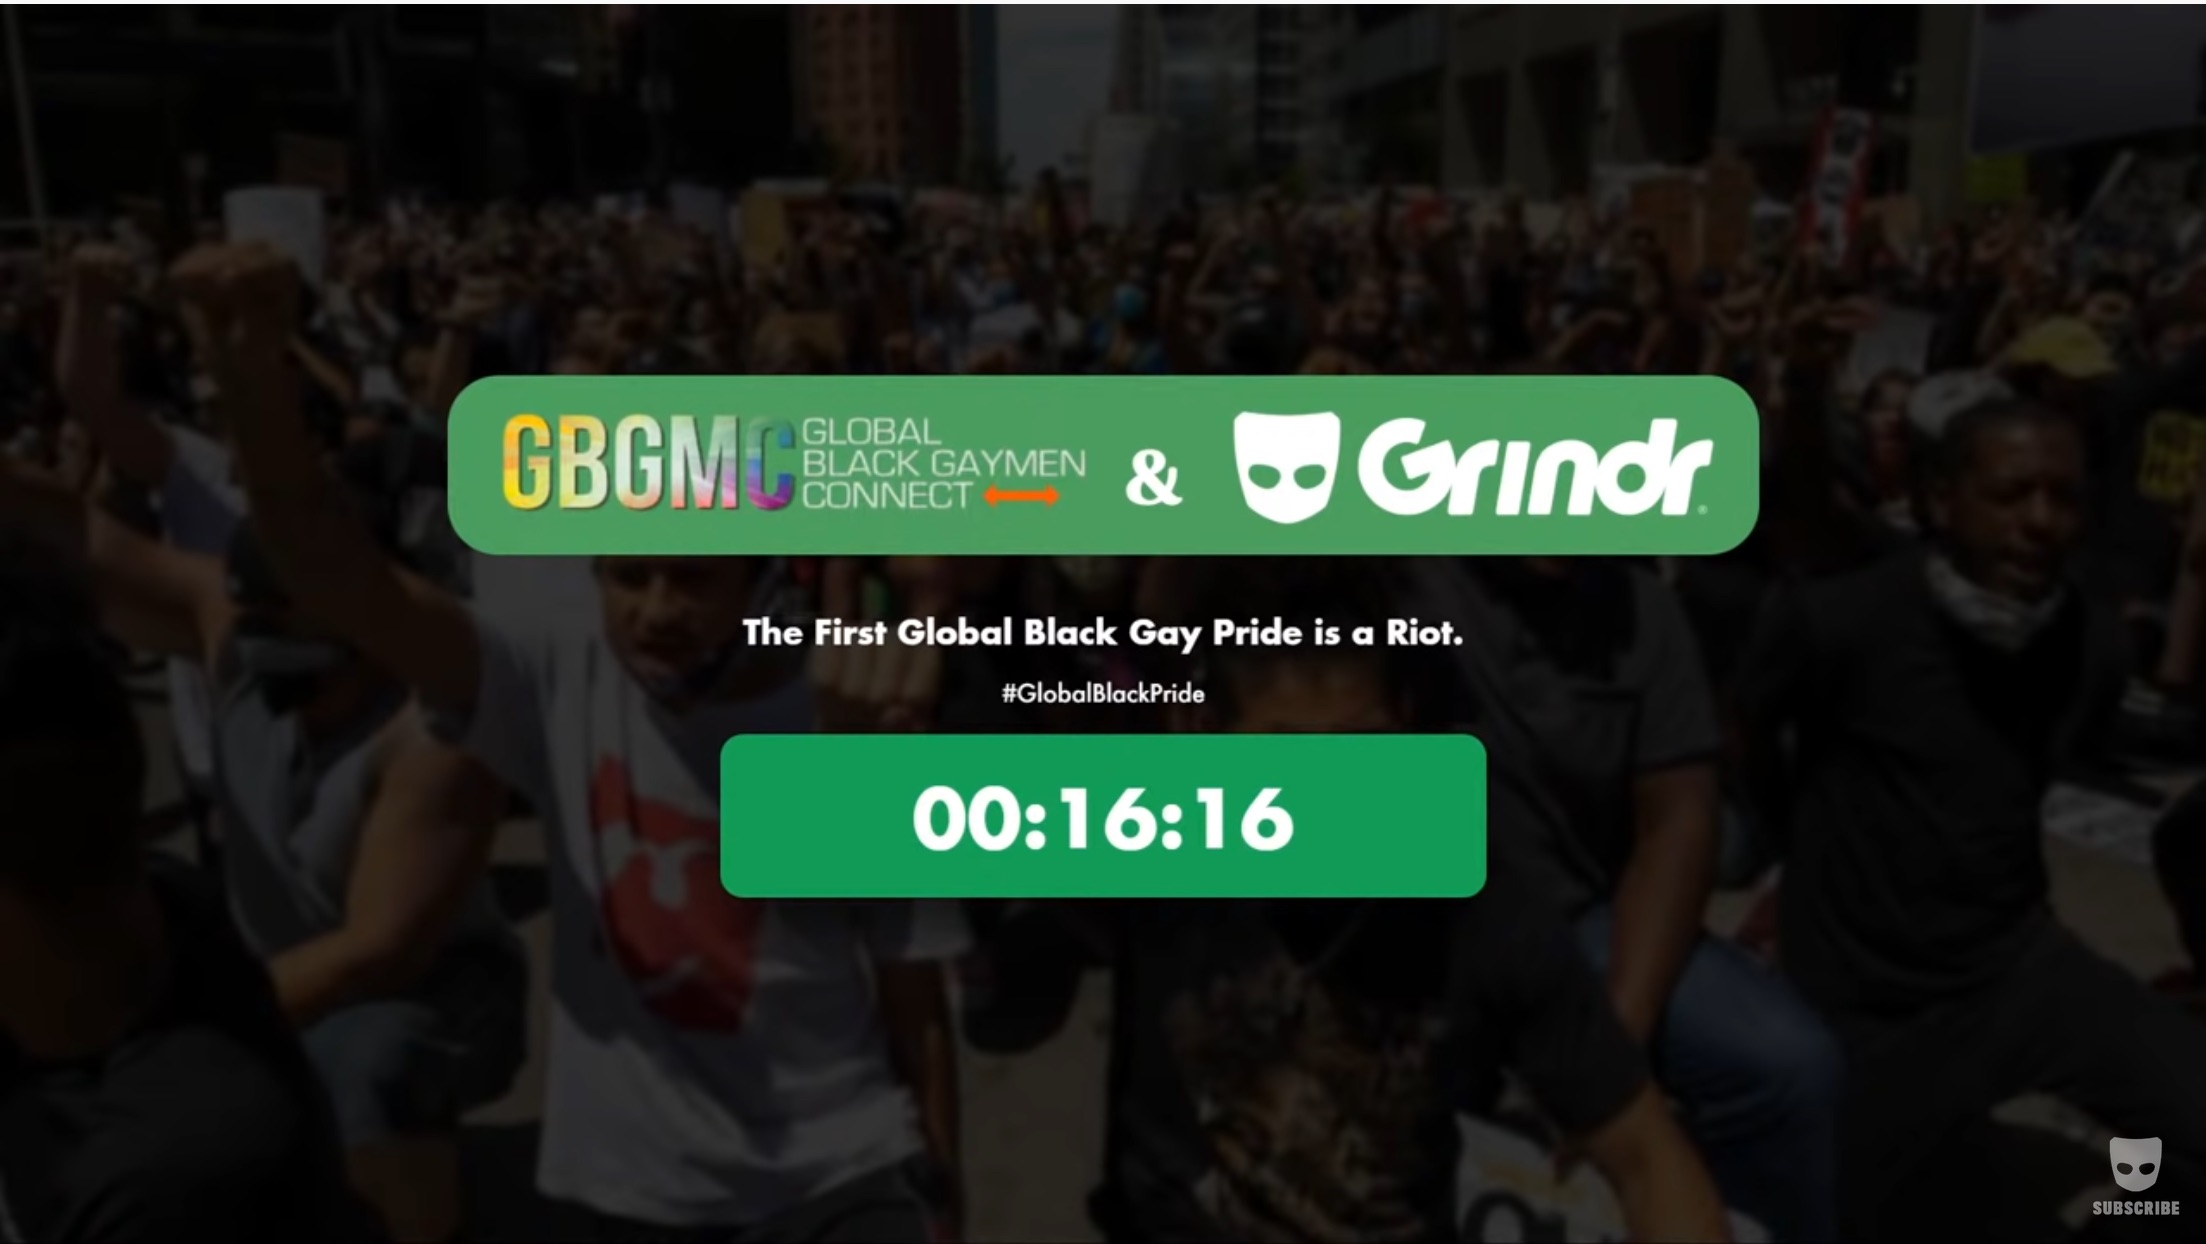 GBGMC
GLOBAL
BLACK GAYMEN
CONNECT
&
Grindr
The First Global Black Gay Pride is a Riot.
#GlobalBlackPride
00:16:16
SUBSCRIBE